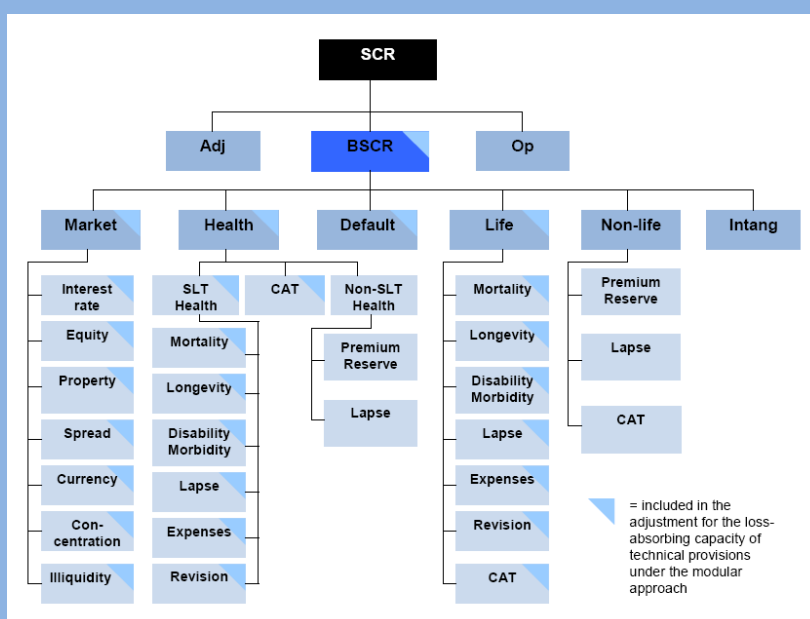 SCR
Adj
BSCR
Op
Market
Health
Default
Life
Non-life
Intang
Interest
rate
Equity
Property
Spread
Currency
Con-
centration
Illiquidity
SLT
Health
CAT
Non-SLT
Health
Mortality
Longevity
Disability
Morbidity
Lapse
Expenses
Revision
Premium
Reserve
Lapse
Mortality
Longevity
Disability
Morbidity
Lapse
Expenses
Revision
CAT
Premium
Reserve
Lapse
CAT
= included in the
adjustment for the loss-
absorbing capacity of
technical provisions
under the modular
approach